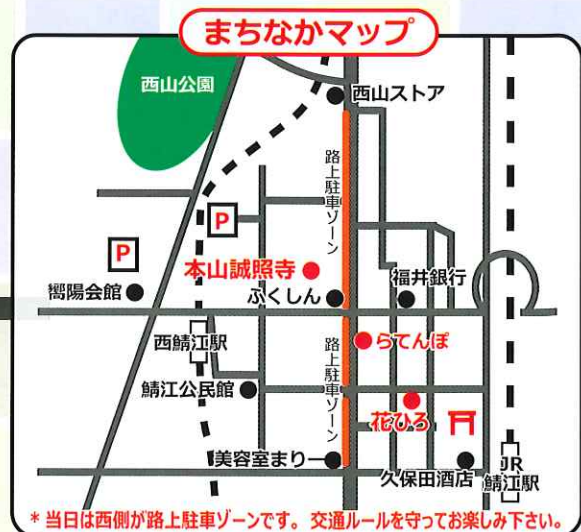 まちなかマップ
西山公園
西山ストア
路上駐車ゾーン
P
P
本山誠照寺
福井銀行
嚮陽会館
ふくしん
西鯖江駅
らてんぽ
路上駐車ゾーン
鯖江公民館
花ひろ
美容室まりー
久保田酒店
JR
鯖江駅
* 当日は西側が路上駐車ゾーンです。交通ルールを守ってお楽しみ下さい。